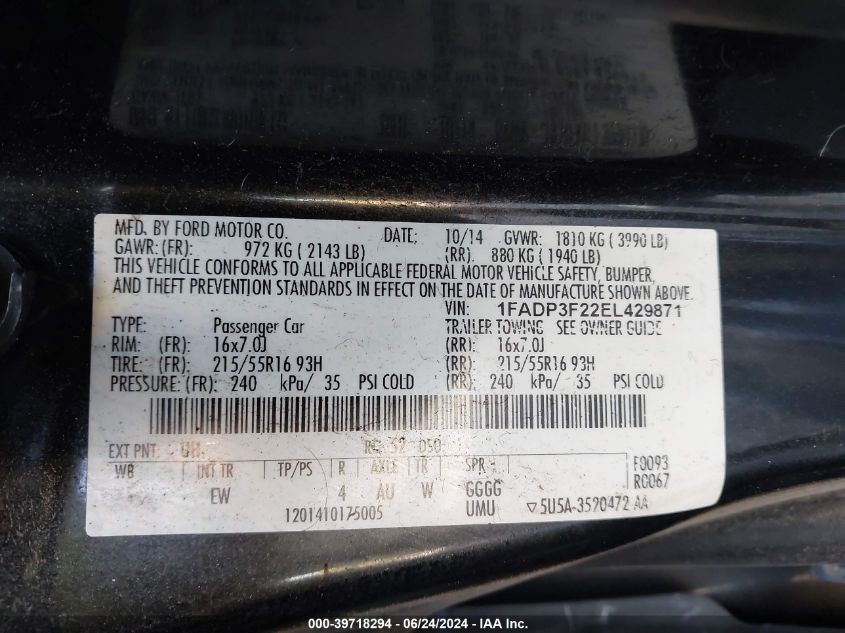 MFD. BY FORD MOTOR CO. DATE: 10/14 GVWR: 1810 KG ( 3990 LB)
GAWR: (FR): 972 KG ( 2143 LB) (RR): 880 KG ( 1940 LB)
THIS VEHICLE CONFORMS TO ALL APPLICABLE FEDERAL MOTOR VEHICLE SAFETY, BUMPER,
AND THEFT PREVENTION STANDARDS IN EFFECT ON THE DATE OF MANUFACTURE SHOWN ABOVE.
VIN: 1FADP3F22EL429871
TYPE: Passenger Car TRAILER TOWING SEE OWNER GUIDE
RIM: (FR): 16x7.0J (RR): 16x7.0J
TIRE: (FR): 215/55R16 93H (RR): 215/55R16 93H
PRESSURE: (FR): 240 kPa/ 35 PSI COLD (RR): 240 kPa/ 35 PSI COLD
EXT PNT: UH RC: 52 DSO:
WB INT TR TP/PS R AXLE TR SPR F0093
EW 4 AU W GGGG RC067
1201410175005 UMU ▽5U5A-3520472 AA
000-39718294 - 06/24/2024 - IAA Inc.